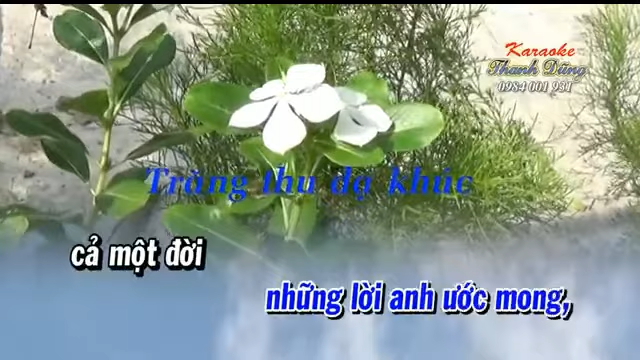 Karaoke
Thanh Dũng
0984 001 931
Trăng thu dạ khúc
cả một đời
những lời anh ước mong,